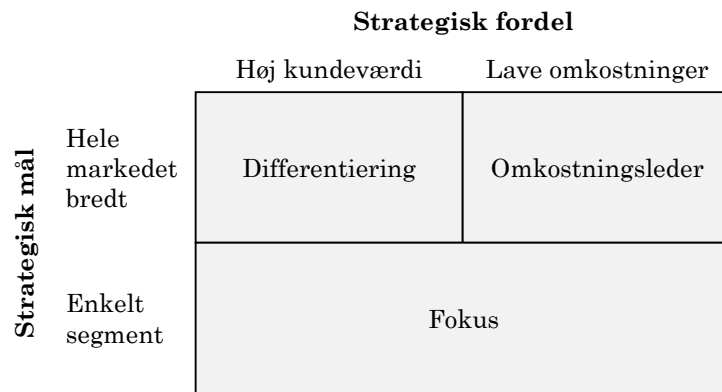 Strategisk fordel
Høj kundeværdi
Lave omkostninger
Strategisk mål
Hele
markedet
bredt
Differentiering
Omkostningsleder
Enkelt
segment
Fokus